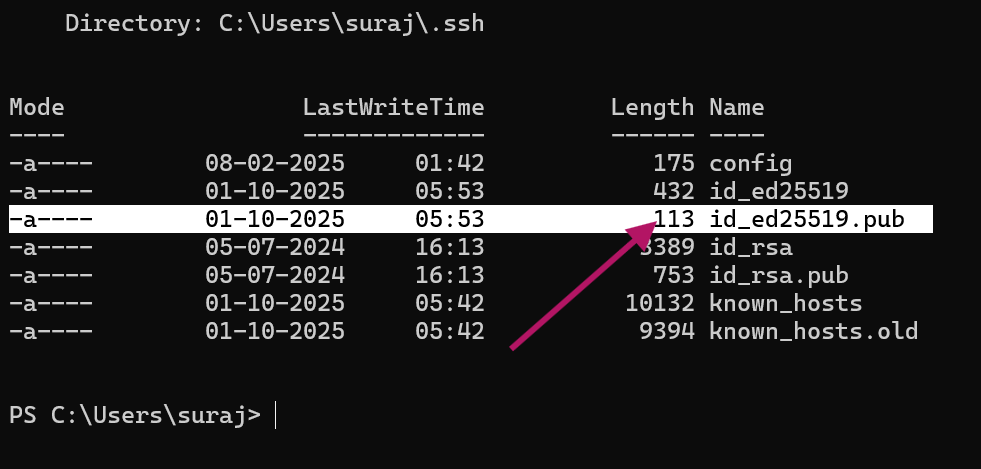 Directory: C:\Users\suraj\.ssh
Mode LastWriteTime Length Name
---- ------------- ------ ----
-a---- 08-02-2025 01:42 175 config
-a---- 01-10-2025 05:53 432 id_ed25519
-a---- 01-10-2025 05:53 113 id_ed25519.pub
-a---- 05-07-2024 16:13 3389 id_rsa
-a---- 05-07-2024 16:13 753 id_rsa.pub
-a---- 01-10-2025 05:42 10132 known_hosts
-a---- 01-10-2025 05:42 9394 known_hosts.old
PS C:\Users\suraj>